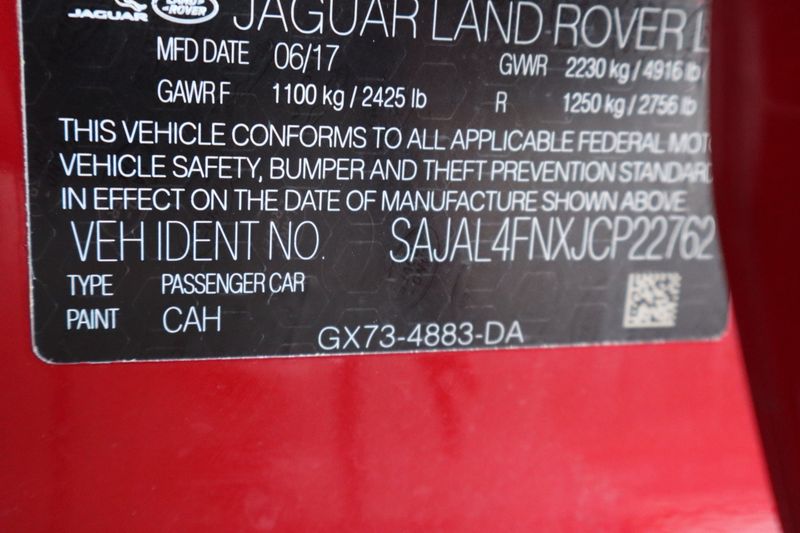 JAGUAR
LAND-ROVER
JAGUAR LAND-ROVER L
MFD DATE 06/17 GVWR 2230 kg / 4916 lb
GAWR F 1100 kg / 2425 lb R 1250 kg / 2756 lb
THIS VEHICLE CONFORMS TO ALL APPLICABLE FEDERAL MOT
VEHICLE SAFETY, BUMPER AND THEFT PREVENTION STANDARD
IN EFFECT ON THE DATE OF MANUFACTURE SHOWN ABOVE.
VEH IDENT NO. SAJAL4FNXJCP22762
TYPE PASSENGER CAR
PAINT CAH
GX73-4883-DA